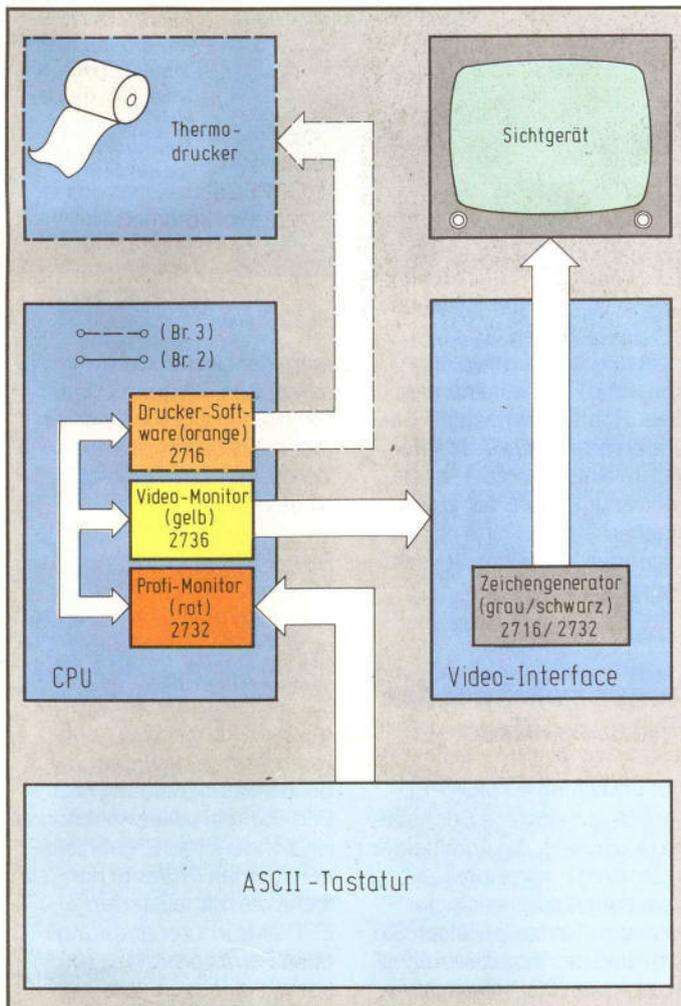 Thermo-
drucker
Sichtgerät
(Br. 3)
(Br. 2)
Drucker-Soft-
ware (orange)
2716
Video-Monitor
(gelb)
2736
Profi-Monitor
(rot)
2732
CPU
Zeichengenerator
(grau/schwarz)
2716/2732
Video-Interface
ASCII-Tastatur